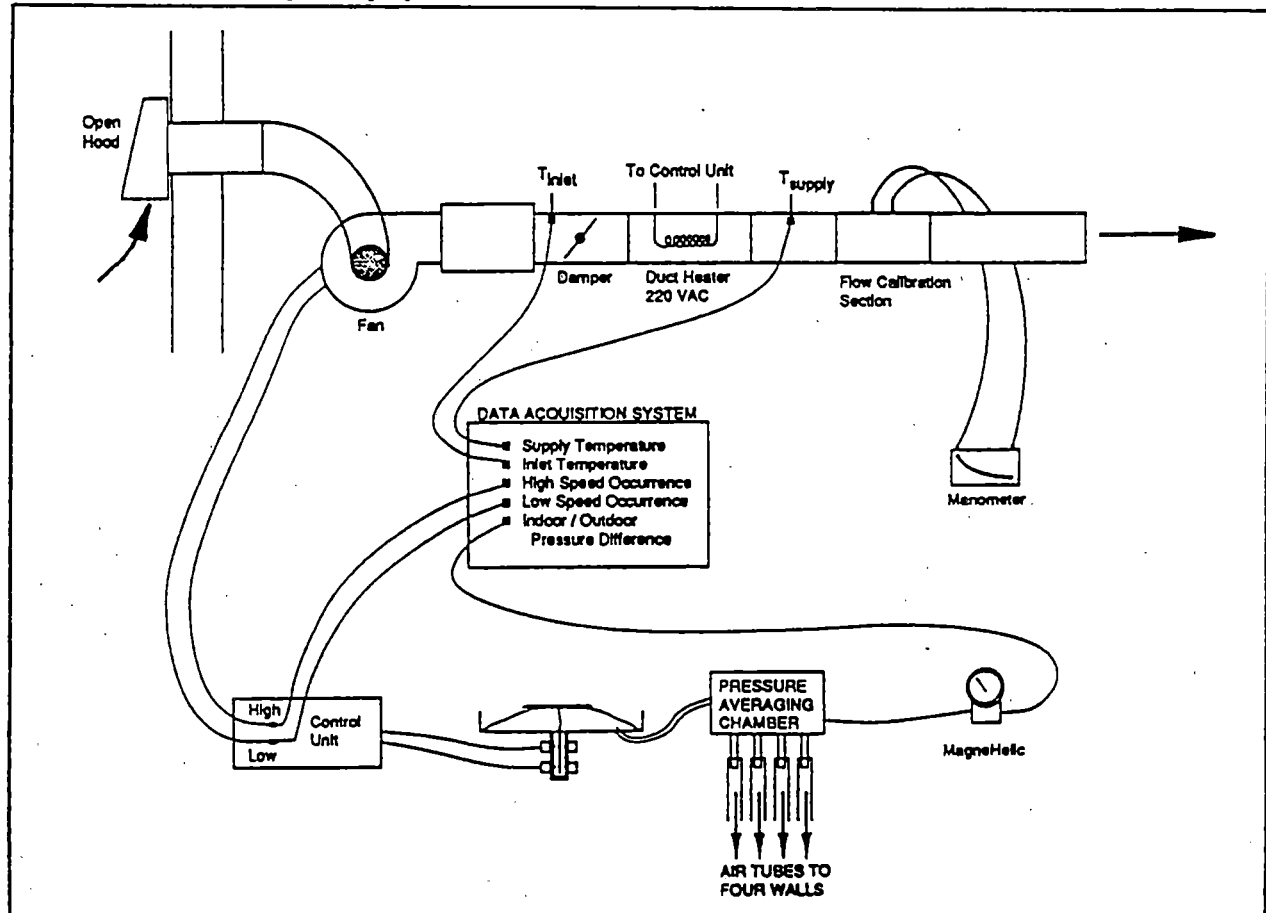 Open
Hood
Tinlet
To Control Unit
Tsupply
Damper
Duct Heater
220 VAC
Flow Calibration
Section
Fan
DATA ACQUISITION SYSTEM
Supply Temperature
Inlet Temperature
High Speed Occurrence
Low Speed Occurrence
Indoor / Outdoor
Pressure Difference
Manometer
High
Low
Control
Unit
PRESSURE
AVERAGING
CHAMBER
MagneHelic
AIR TUBES TO
FOUR WALLS